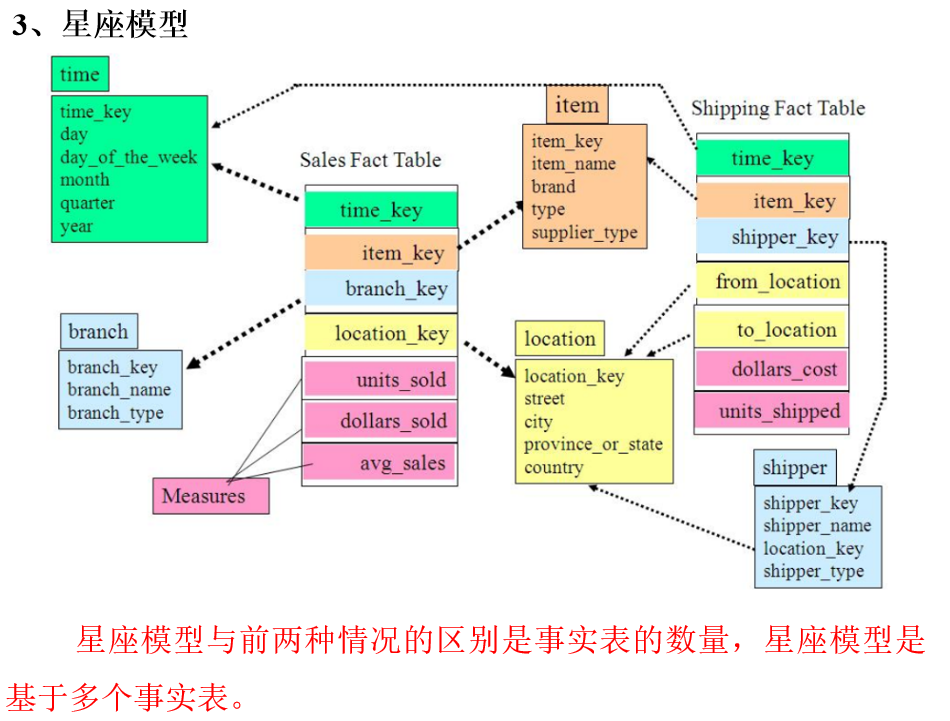 3、星座模型
time
time_key
day
day_of_the_week
month
quarter
year
Sales Fact Table
time_key
item_key
branch_key
location_key
units_sold
dollars_sold
avg_sales
Measures
branch
branch_key
branch_name
branch_type
item
item_key
item_name
brand
type
supplier_type
location
location_key
street
city
province_or_state
country
Shipping Fact Table
time_key
item_key
shipper_key
from_location
to_location
dollars_cost
units_shipped
shipper
shipper_key
shipper_name
location_key
shipper_type
星座模型与前两种情况的区别是事实表的数量，星座模型是
基于多个事实表。